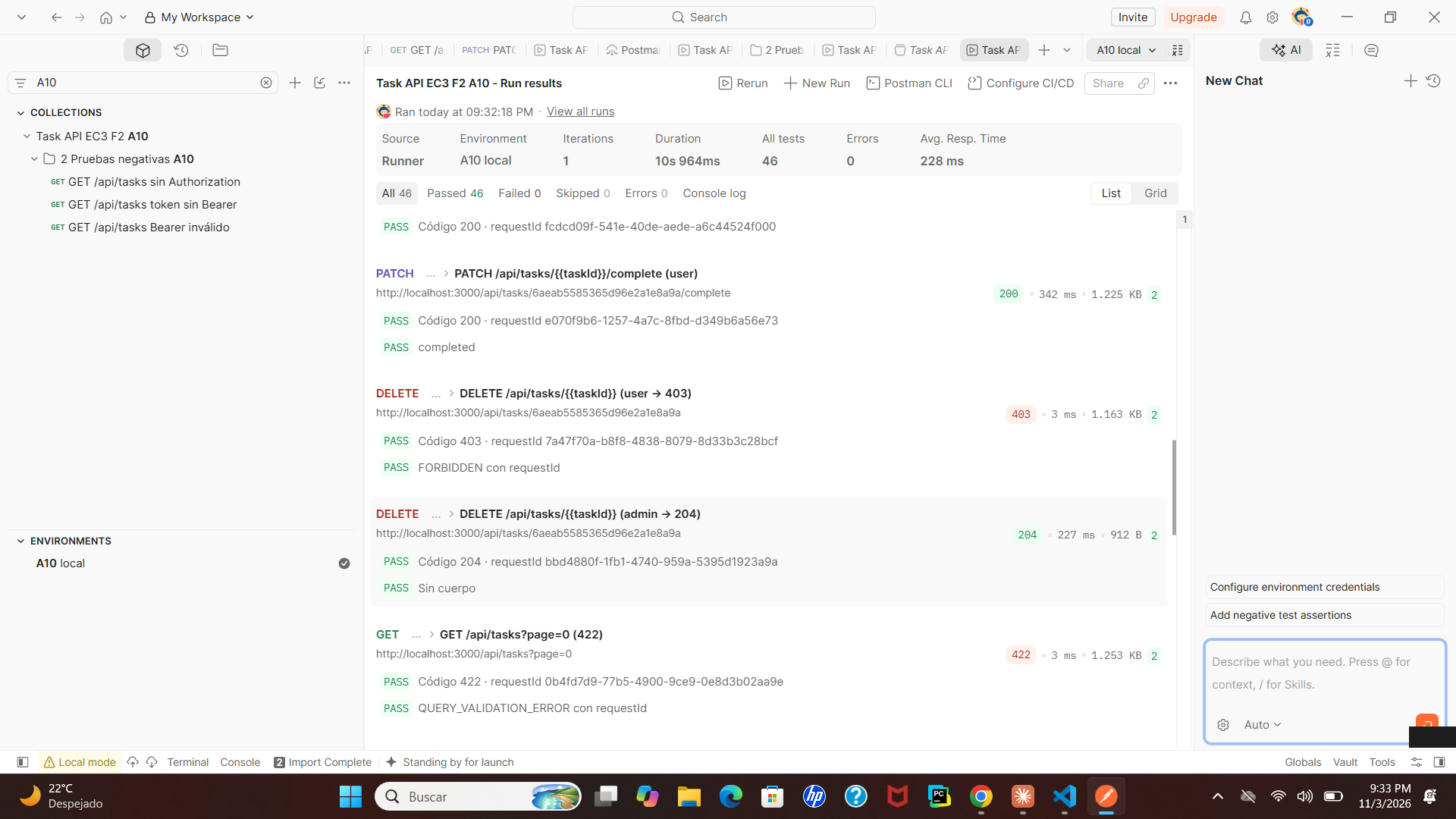 My Workspace
Search
Invite
Upgrade
GET GET /a
PATCH PATC
Task AP
Postma
Task AP
2 Prueb
Task AP
Task AP
Task AP
A10 local
AI
A10
COLLECTIONS
Task API EC3 F2 A10
2 Pruebas negativas A10
GET GET /api/tasks sin Authorization
GET GET /api/tasks token sin Bearer
GET GET /api/tasks Bearer inválido
ENVIRONMENTS
A10 local
Task API EC3 F2 A10 - Run results
Rerun
New Run
Postman CLI
Configure CI/CD
Share
Ran today at 09:32:18 PM · View all runs
Source Environment Iterations Duration All tests Errors Avg. Resp. Time
Runner A10 local 1 10s 964ms 46 0 228 ms
All 46 Passed 46 Failed 0 Skipped 0 Errors 0 Console log
List Grid
1
PASS Código 200 · requestId fcdcd09f-541e-40de-aede-a6c44524f000
PATCH ... > PATCH /api/tasks/{{taskId}}/complete (user)
http://localhost:3000/api/tasks/6aeab5585365d96e2a1e8a9a/complete
200 • 342 ms • 1.225 KB 2
PASS Código 200 · requestId e070f9b6-1257-4a7c-8fbd-d349b6a56e73
PASS completed
DELETE ... > DELETE /api/tasks/{{taskId}} (user → 403)
http://localhost:3000/api/tasks/6aeab5585365d96e2a1e8a9a
403 • 3 ms • 1.163 KB 2
PASS Código 403 · requestId 7a47f70a-b8f8-4838-8079-8d33b3c28bcf
PASS FORBIDDEN con requestId
DELETE ... > DELETE /api/tasks/{{taskId}} (admin → 204)
http://localhost:3000/api/tasks/6aeab5585365d96e2a1e8a9a
204 • 227 ms • 912 B 2
PASS Código 204 · requestId bbd4880f-1fb1-4740-959a-5395d1923a9a
PASS Sin cuerpo
GET ... > GET /api/tasks?page=0 (422)
http://localhost:3000/api/tasks?page=0
422 • 3 ms • 1.253 KB 2
PASS Código 422 · requestId 0b4fd7d9-77b5-4900-9ce9-0e8d3b02aa9e
PASS QUERY_VALIDATION_ERROR con requestId
New Chat
Configure environment credentials
Add negative test assertions
Describe what you need. Press @ for
context, / for Skills.
Auto
Local mode
Terminal
Console
2 Import Complete
Standing by for launch
Globals
Vault
Tools
22°C
Despejado
Buscar
9:33 PM
11/3/2026